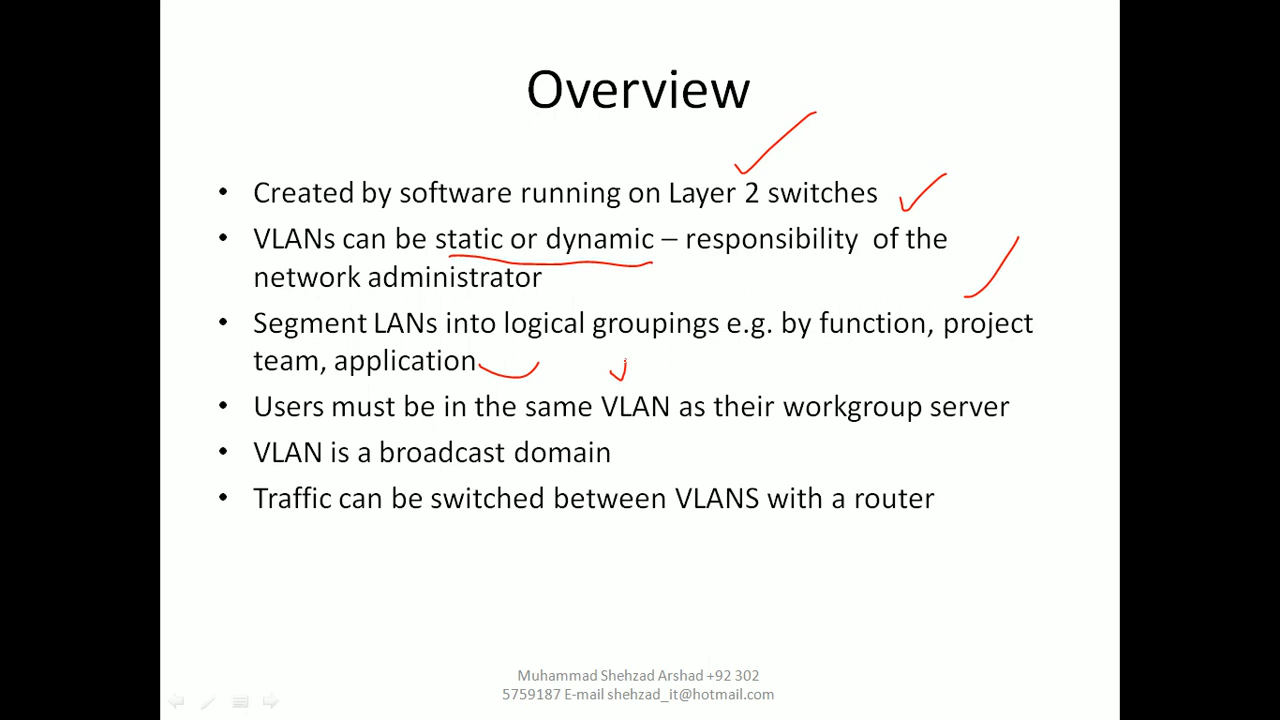 Overview
• Created by software running on Layer 2 switches
• VLANs can be static or dynamic – responsibility of the
network administrator
• Segment LANs into logical groupings e.g. by function, project
team, application
• Users must be in the same VLAN as their workgroup server
• VLAN is a broadcast domain
• Traffic can be switched between VLANS with a router
Muhammad Shehzad Arshad +92 302
5759187 E-mail shehzad_it@hotmail.com